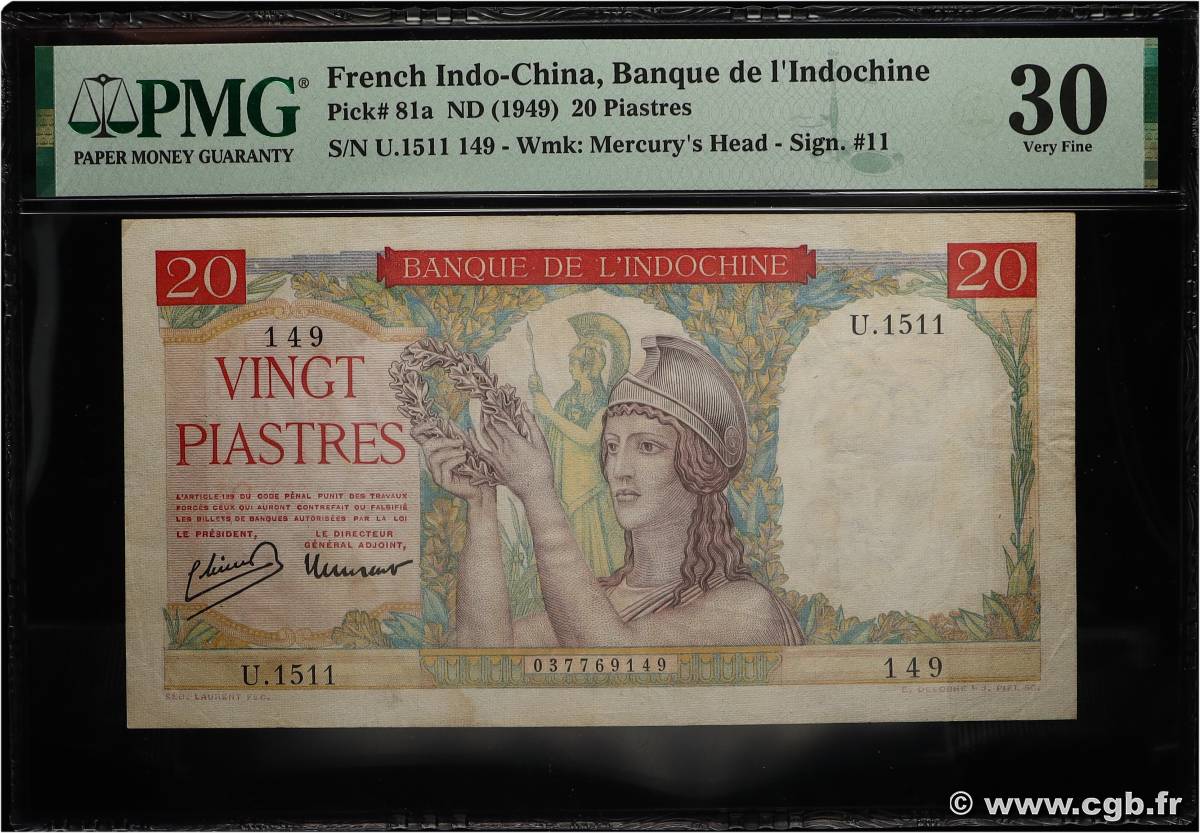 PMG®
PAPER MONEY GUARANTY
French Indo-China, Banque de l'Indochine
Pick# 81a ND (1949) 20 Piastres
S/N U.1511 149 - Wmk: Mercury's Head - Sign. #11
30
Very Fine
20
BANQUE DE L'INDOCHINE
20
149
U.1511
VINGT
PIASTRES
L'ARTICLE 139 DU CODE PÉNAL PUNIT DES TRAVAUX
FORCÉS CEUX QUI AURONT CONTREFAIT OU FALSIFIÉ
LES BILLETS DE BANQUES AUTORISÉES PAR LA LOI
LE PRÉSIDENT,
LE DIRECTEUR
GÉNÉRAL ADJOINT,
U.1511
037769149
149
SÉB. LAURENT FEC.
© www.cgb.fr